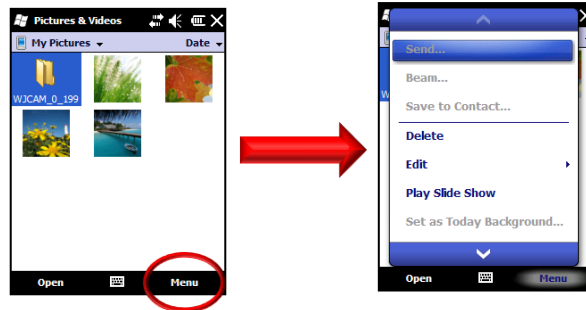 Pictures & Videos
My Pictures
Date
WJCAM_0_199
Open
Menu
Send...
Beam...
Save to Contact...
Delete
Edit
Play Slide Show
Set as Today Background...
Open
Menu